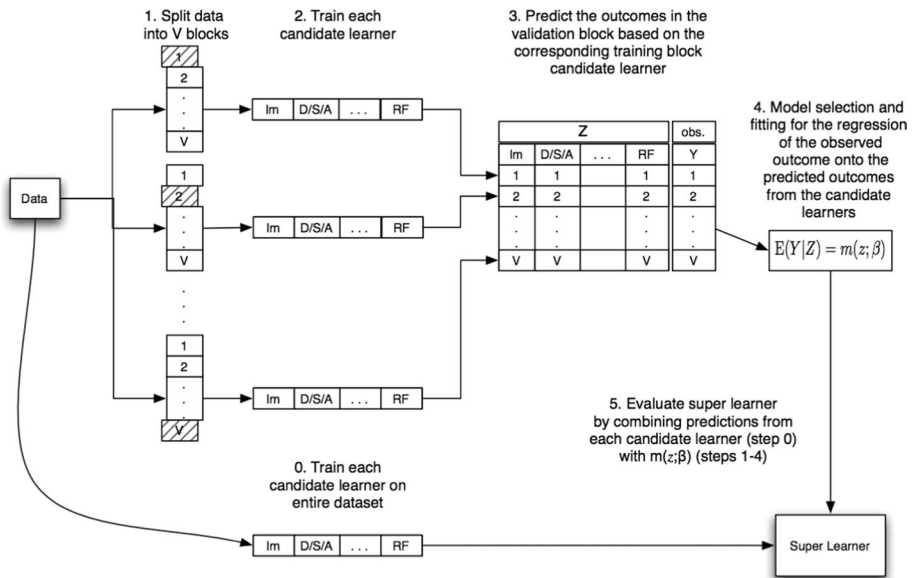 1. Split data
into V blocks
2. Train each
candidate learner
3. Predict the outcomes in the
validation block based on the
corresponding training block
candidate learner
4. Model selection and
fitting for the regression
of the observed
outcome onto the
predicted outcomes
from the candidate
learners
Data
1
2
.
.
.
V
lm D/S/A . . . RF
1
2
.
.
.
V
lm D/S/A . . . RF
.
.
.
1
2
.
.
.
V
lm D/S/A . . . RF
Z obs.
lm D/S/A . . . RF Y
1 1 1 1
2 2 2 2
. . . .
. . . .
. . . .
V V V V
E(Y|Z) = m(z;β)
5. Evaluate super learner
by combining predictions from
each candidate learner (step 0)
with m(z;β) (steps 1-4)
0. Train each
candidate learner on
entire dataset
lm D/S/A . . . RF
Super Learner